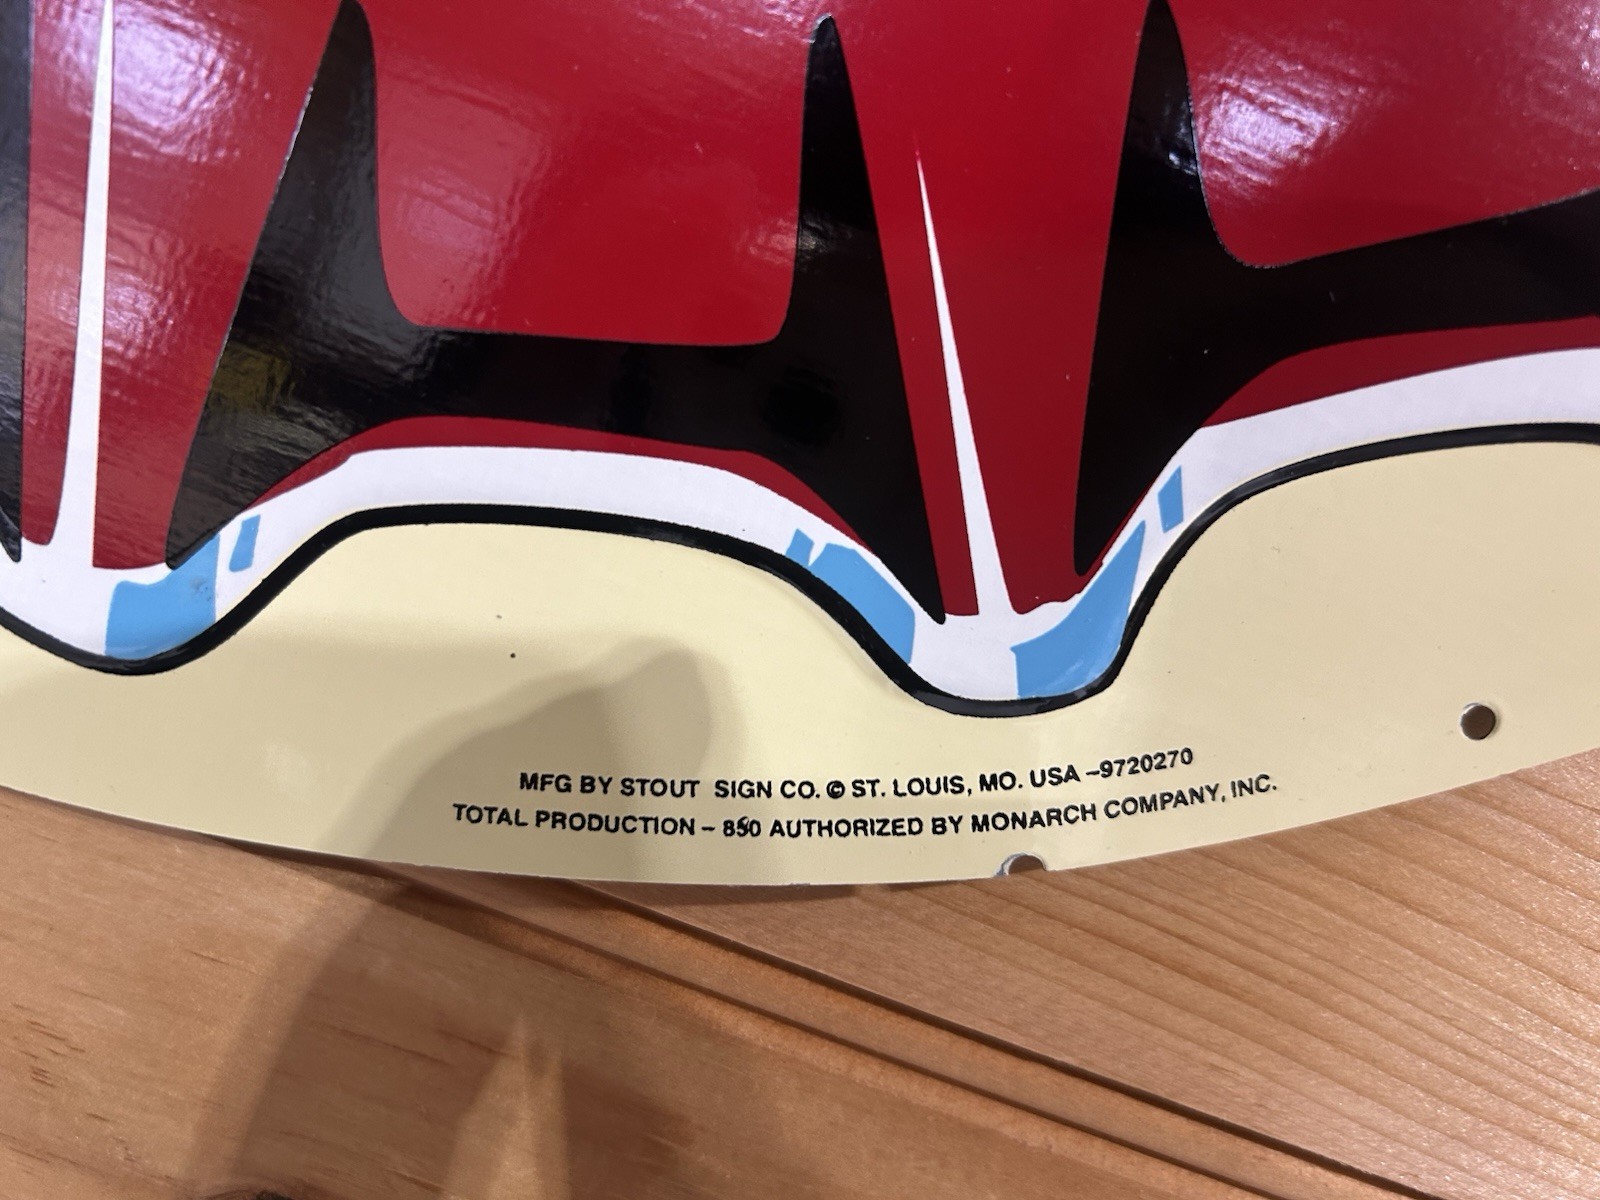 MFG BY STOUT SIGN CO. © ST. LOUIS, MO. USA -9720270
TOTAL PRODUCTION - 850 AUTHORIZED BY MONARCH COMPANY, INC.